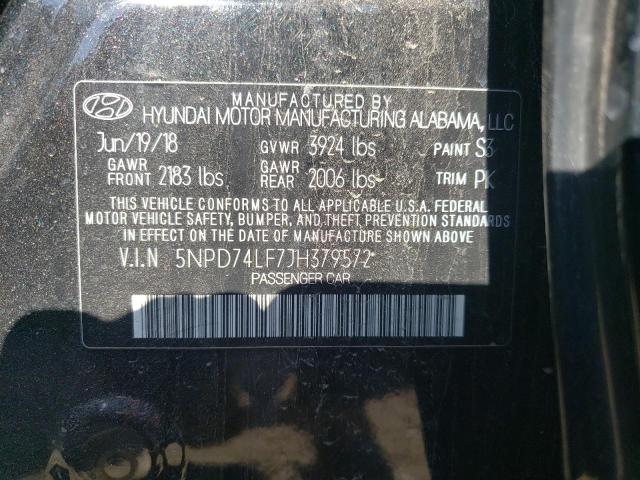 MANUFACTURED BY
HYUNDAI MOTOR MANUFACTURING ALABAMA, LLC
Jun/19/18 GVWR 3924 lbs PAINT S3
GAWR FRONT 2183 lbs GAWR REAR 2006 lbs TRIM PK
THIS VEHICLE CONFORMS TO ALL APPLICABLE U.S.A. FEDERAL
MOTOR VEHICLE SAFETY, BUMPER, AND THEFT PREVENTION STANDARDS
IN EFFECT ON THE DATE OF MANUFACTURE SHOWN ABOVE
V.I.N 5NPD74LF7JH379572
PASSENGER CAR